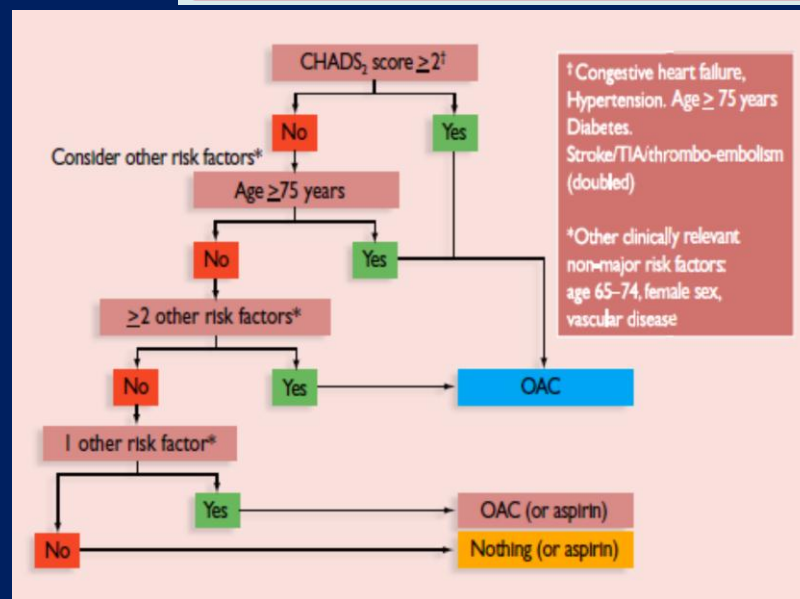 CHADS₂ score ≥2‡
No
Yes
Consider other risk factors*
Age ≥75 years
No
Yes
≥2 other risk factors*
No
Yes
OAC
1 other risk factor*
Yes
OAC (or aspirin)
No
Nothing (or aspirin)
†Congestive heart failure,
Hypertension. Age ≥ 75 years
Diabetes.
Stroke/TIA/thrombo-embolism
(doubled)
*Other clinically relevant
non-major risk factors:
age 65–74, female sex,
vascular disease